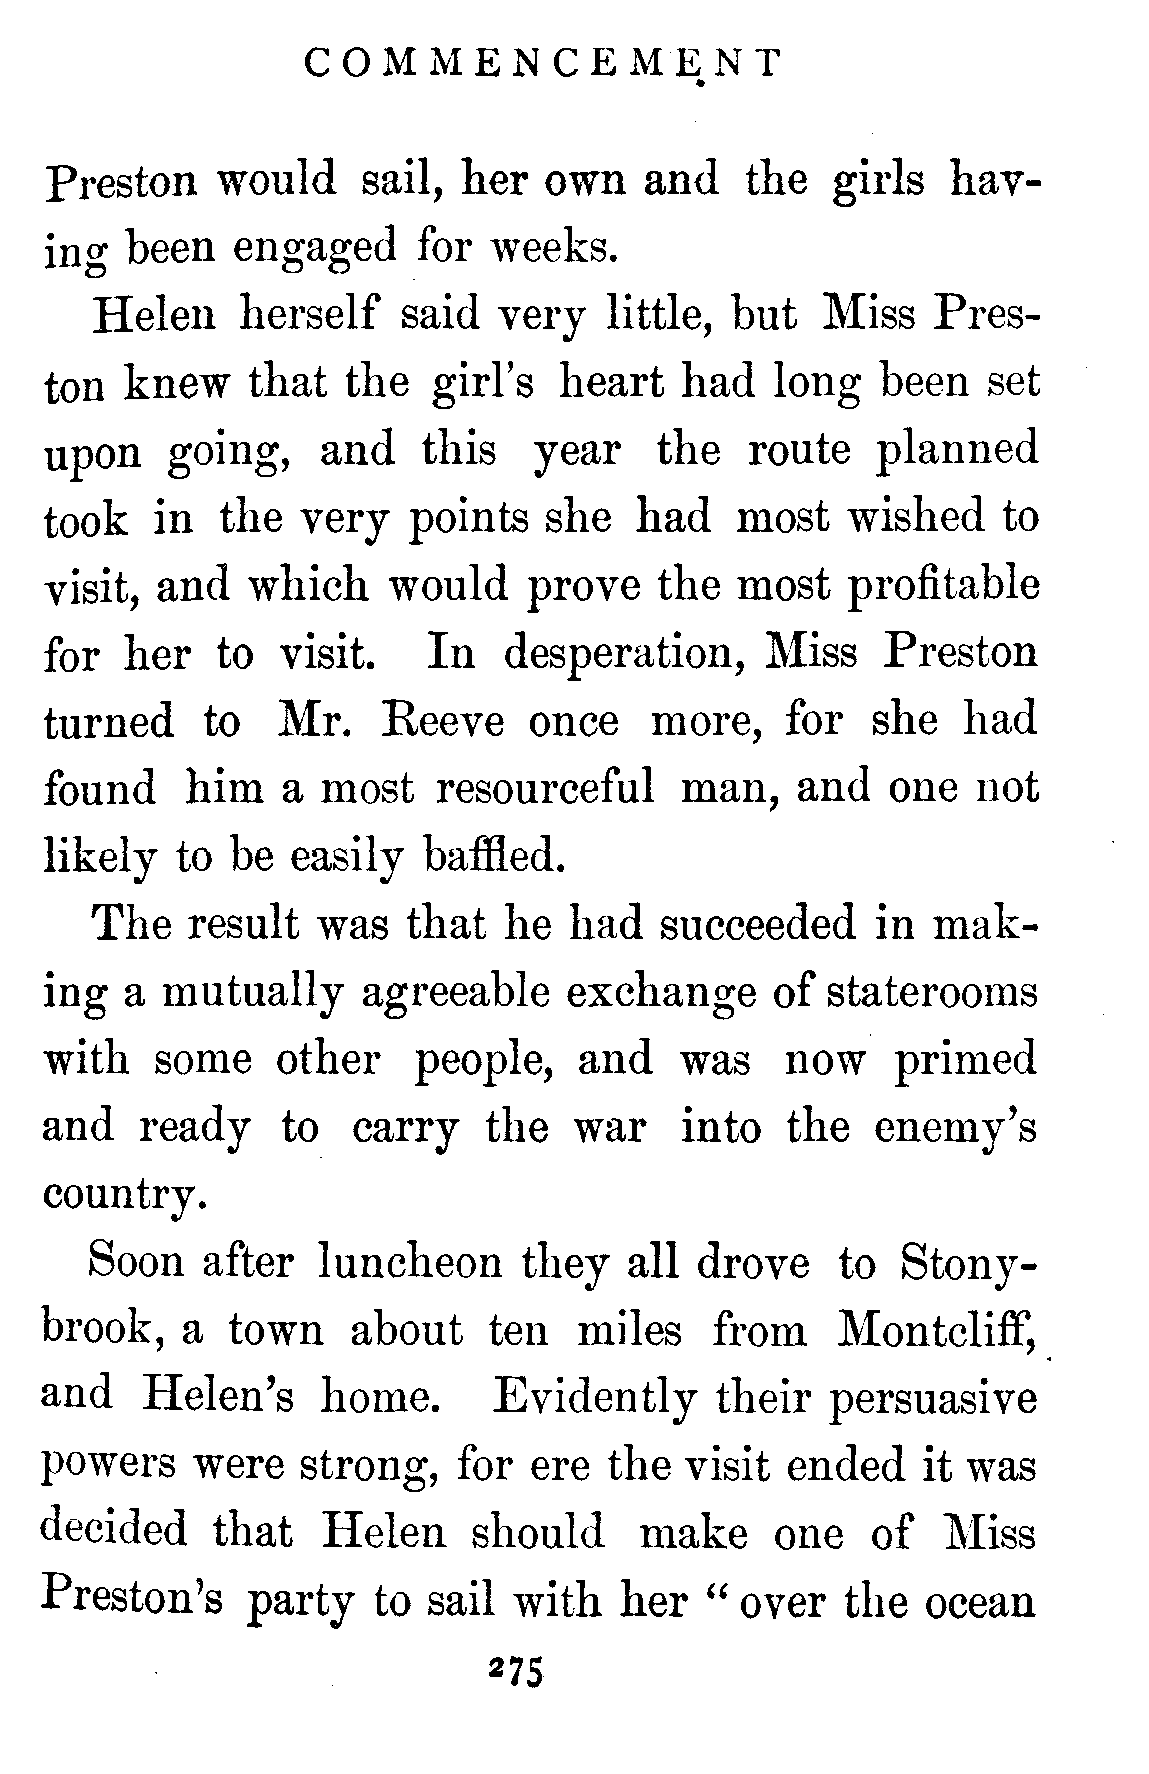 COMMENCEMENT
Preston would sail, her own and the girls hav-
ing been engaged for weeks.
Helen herself said very little, but Miss Pres-
ton knew that the girl's heart had long been set
upon going, and this year the route planned
took in the very points she had most wished to
visit, and which would prove the most profitable
for her to visit. In desperation, Miss Preston
turned to Mr. Reeve once more, for she had
found him a most resourceful man, and one not
likely to be easily baffled.
The result was that he had succeeded in mak-
ing a mutually agreeable exchange of staterooms
with some other people, and was now primed
and ready to carry the war into the enemy's
country.
Soon after luncheon they all drove to Stony-
brook, a town about ten miles from Montcliff,
and Helen's home. Evidently their persuasive
powers were strong, for ere the visit ended it was
decided that Helen should make one of Miss
Preston's party to sail with her " over the ocean
275